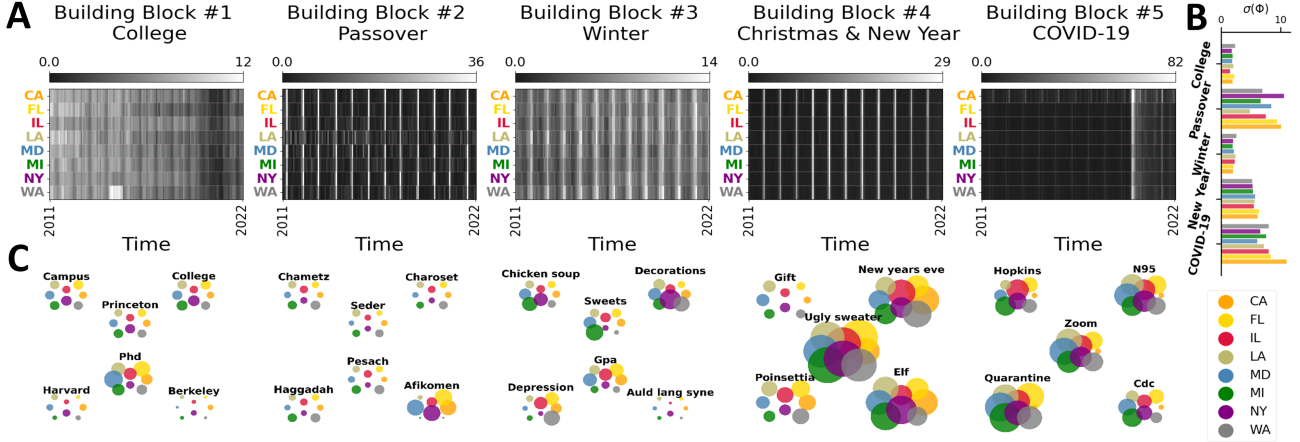 A
Building Block #1
College
0.0 12
CA
FL
IL
LA
MD
MI
NY
WA
2011 2022
Time
Building Block #2
Passover
0.0 36
CA
FL
IL
LA
MD
MI
NY
WA
2011 2022
Time
Building Block #3
Winter
0.0 14
CA
FL
IL
LA
MD
MI
NY
WA
2011 2022
Time
Building Block #4
Christmas & New Year
0.0 29
CA
FL
IL
LA
MD
MI
NY
WA
2011 2022
Time
Building Block #5
COVID-19
0.0 82
CA
FL
IL
LA
MD
MI
NY
WA
2011 2022
Time
B
σ(Φ)
0 10
College
Passover
Winter
New Year
COVID-19
C
Campus
College
Princeton
Phd
Harvard
Berkeley
Chametz
Charoset
Seder
Pesach
Haggadah
Afikomen
Chicken soup
Decorations
Sweets
Gpa
Depression
Auld lang syne
Gift
New years eve
Ugly sweater
Poinsettia
Elf
Hopkins
N95
Zoom
Quarantine
Cdc
CA
FL
IL
LA
MD
MI
NY
WA